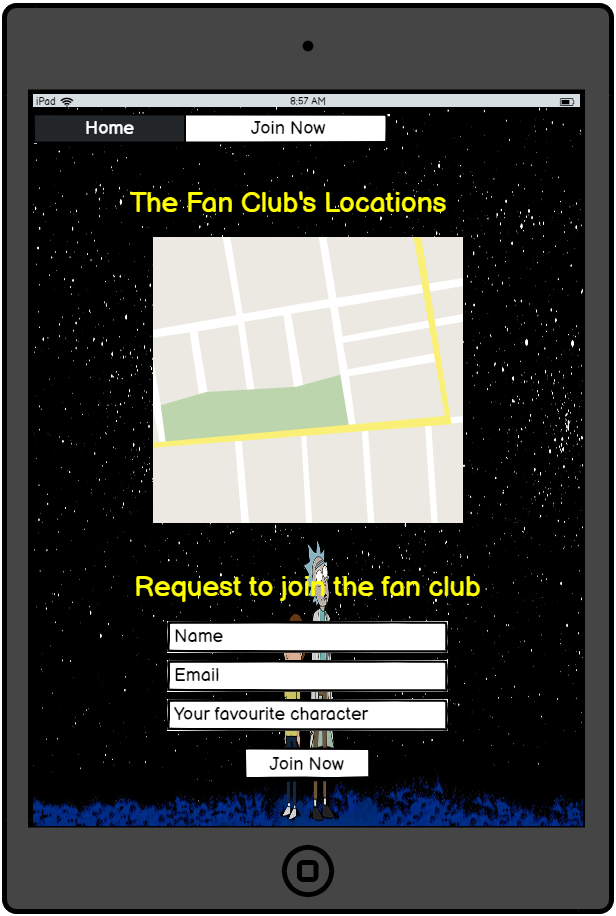 iPad 8:57 AM
Home Join Now
The Fan Club's Locations
Request to join the fan club
Name
Email
Your favourite character
Join Now